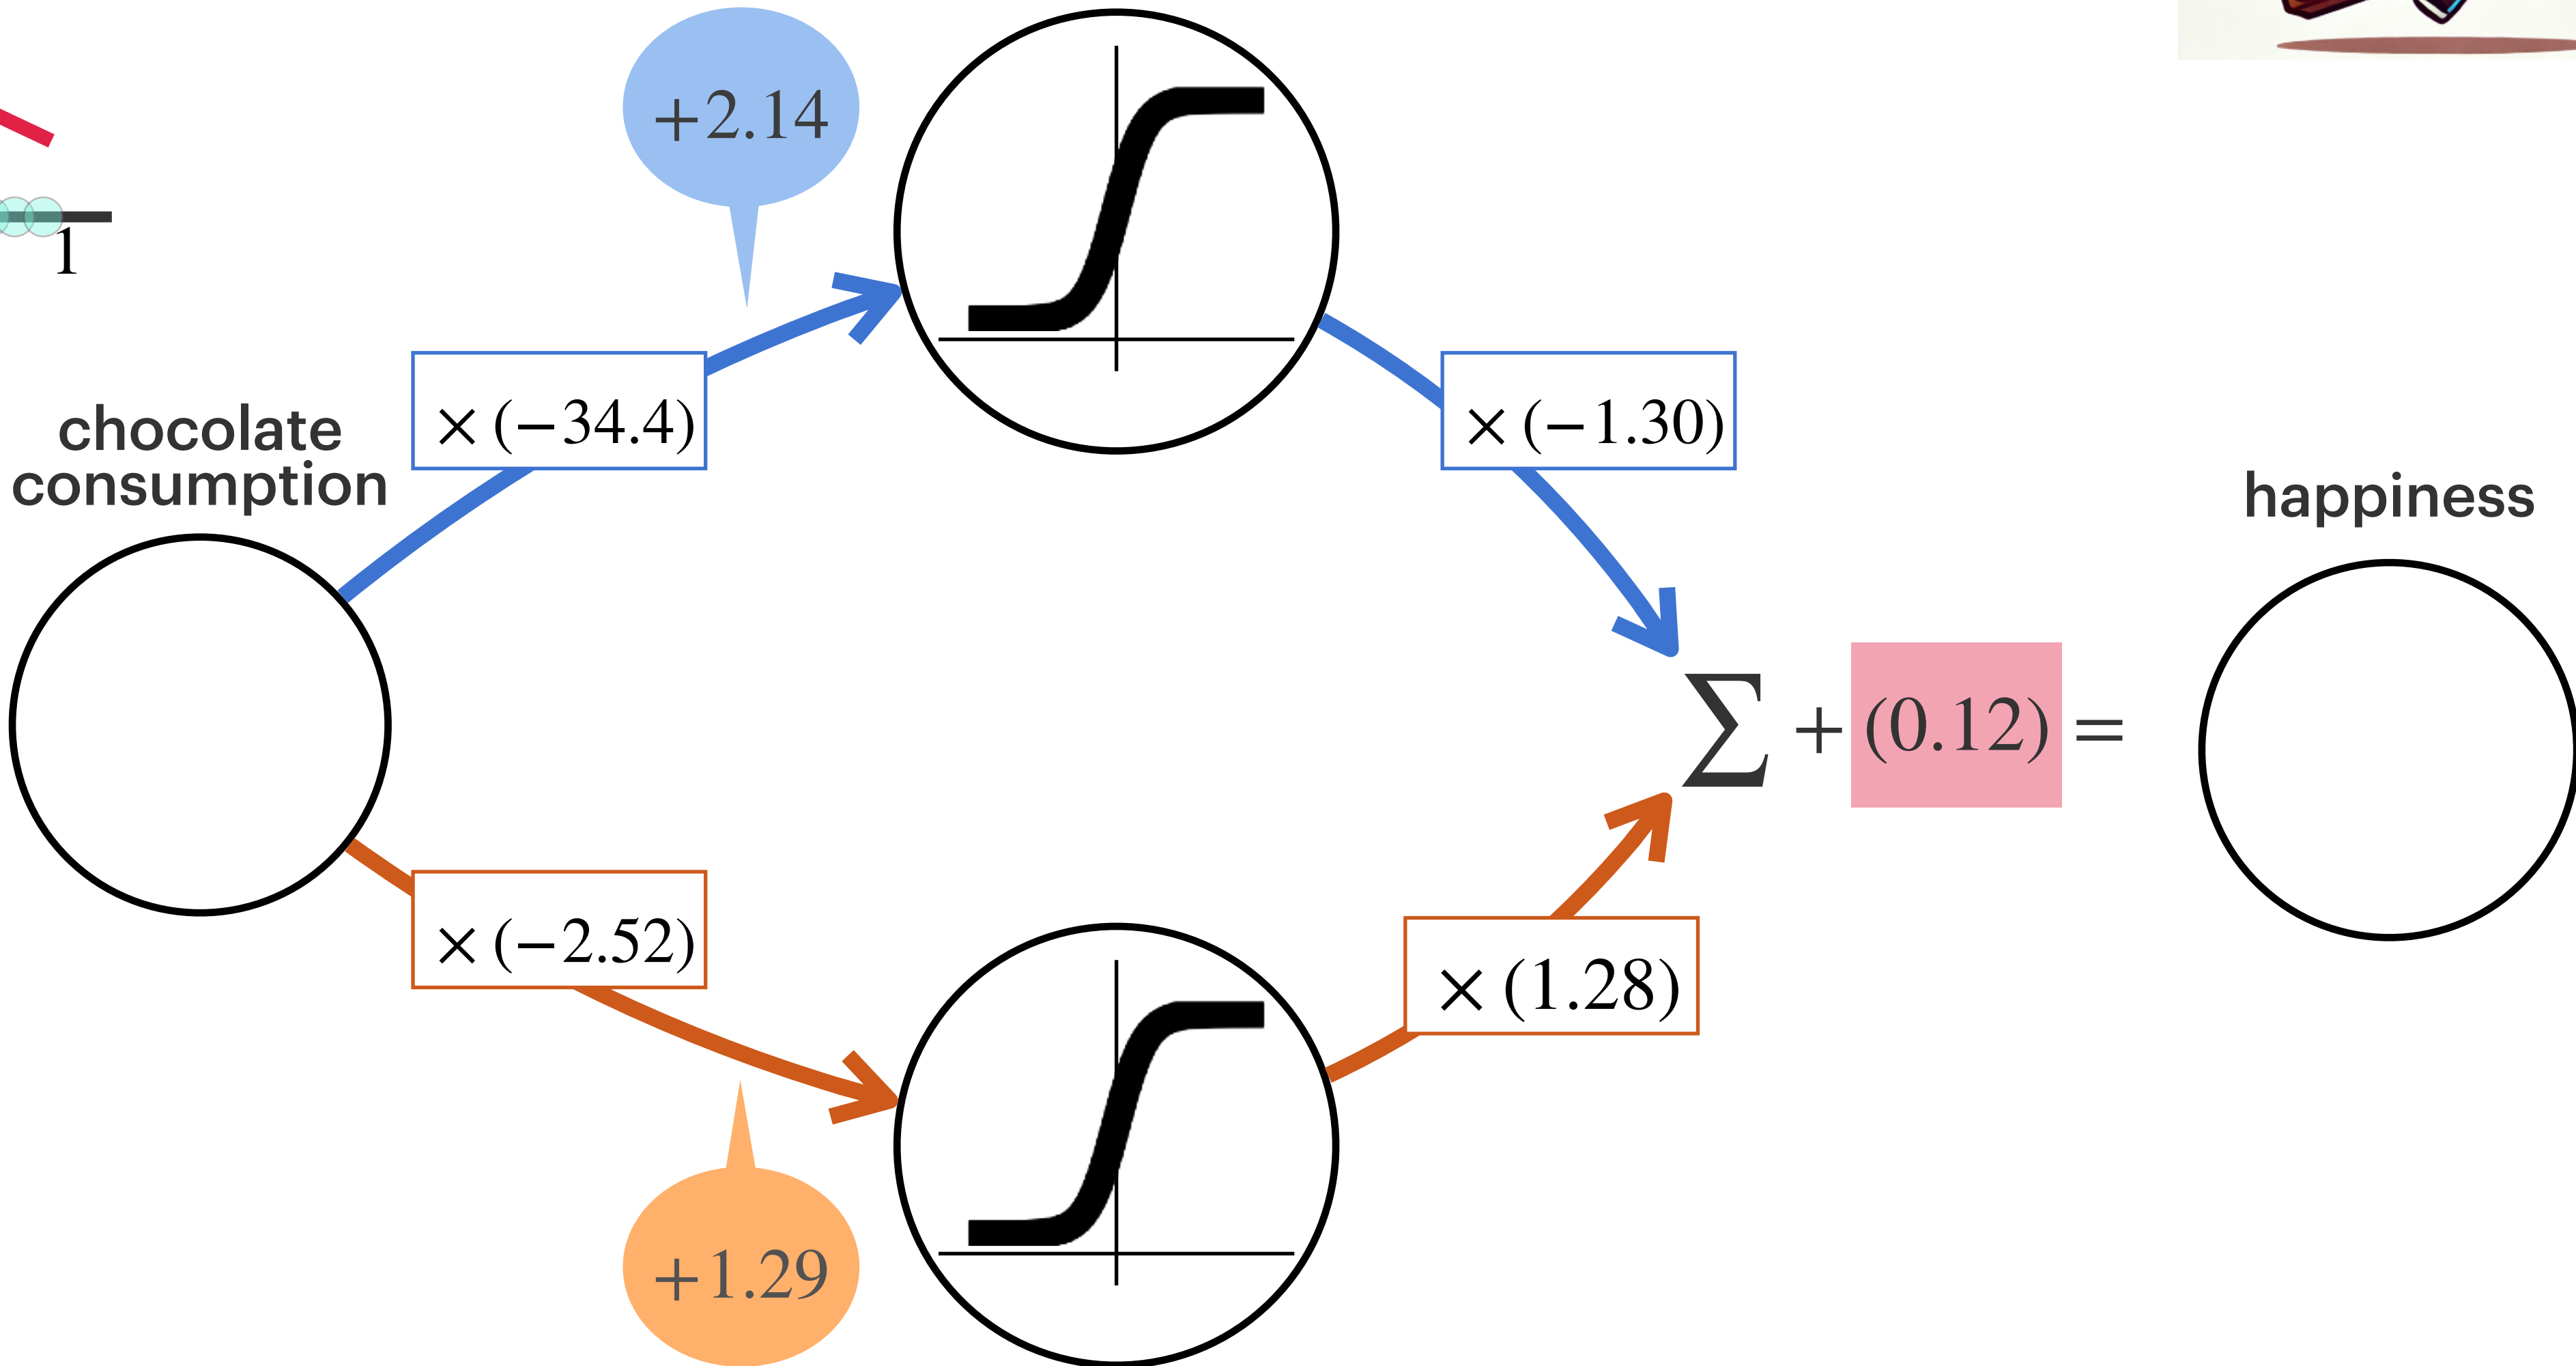 +2.14
1
× (−34.4)
× (−1.30)
chocolate
consumption
happiness
∑ + (0.12) =
× (−2.52)
× (1.28)
+1.29